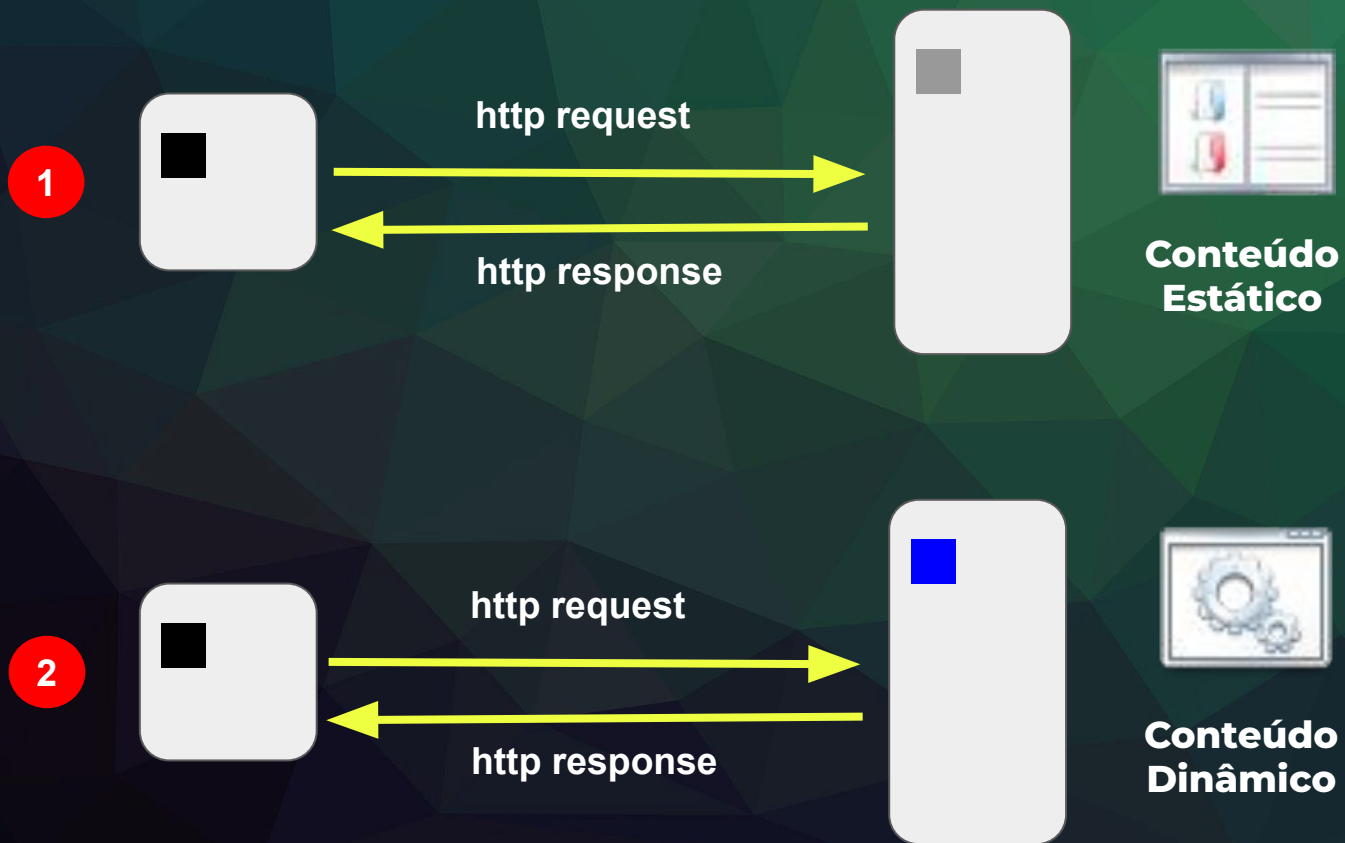 1
http request
http response
Conteúdo
Estático
2
http request
http response
Conteúdo
Dinâmico